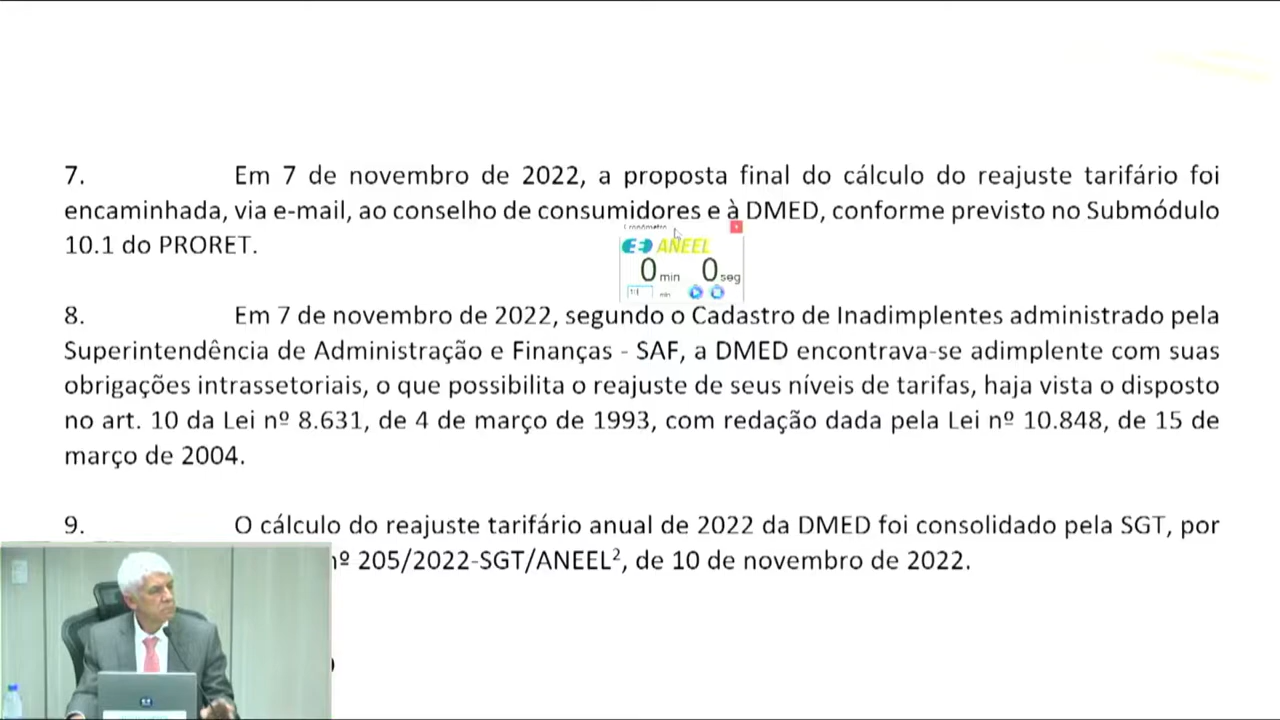 7. Em 7 de novembro de 2022, a proposta final do cálculo do reajuste tarifário foi
encaminhada, via e-mail, ao conselho de consumidores e à DMED, conforme previsto no Submódulo
10.1 do PRORET.
Cronômetro
ANEEL
0 min 0 seg
min
8. Em 7 de novembro de 2022, segundo o Cadastro de Inadimplentes administrado pela
Superintendência de Administração e Finanças - SAF, a DMED encontrava-se adimplente com suas
obrigações intrassetoriais, o que possibilita o reajuste de seus níveis de tarifas, haja vista o disposto
no art. 10 da Lei nº 8.631, de 4 de março de 1993, com redação dada pela Lei nº 10.848, de 15 de
março de 2004.
9. O cálculo do reajuste tarifário anual de 2022 da DMED foi consolidado pela SGT, por
nº 205/2022-SGT/ANEEL², de 10 de novembro de 2022.